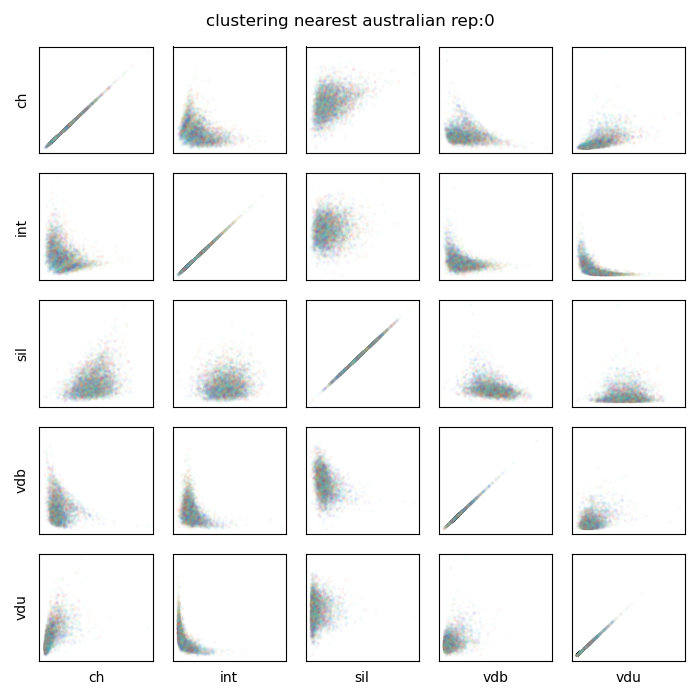 clustering nearest australian rep:0
ch
int
sil
vdb
vdu
ch
int
sil
vdb
vdu